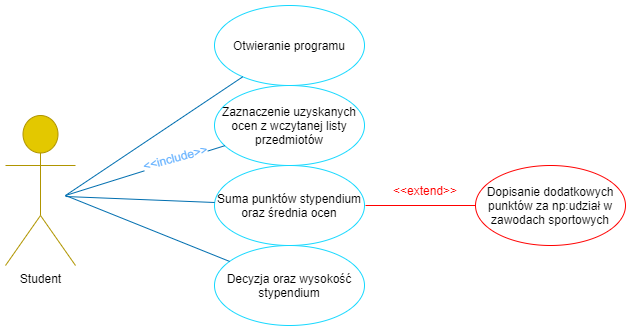 Otwieranie programu
Zaznaczenie uzyskanych
ocen z wczytanej listy
przedmiotów
<<include>>
Suma punktów stypendium
oraz średnia ocen
<<extend>>
Dopisanie dodatkowych
punktów za np:udział w
zawodach sportowych
Decyzja oraz wysokość
stypendium
Student